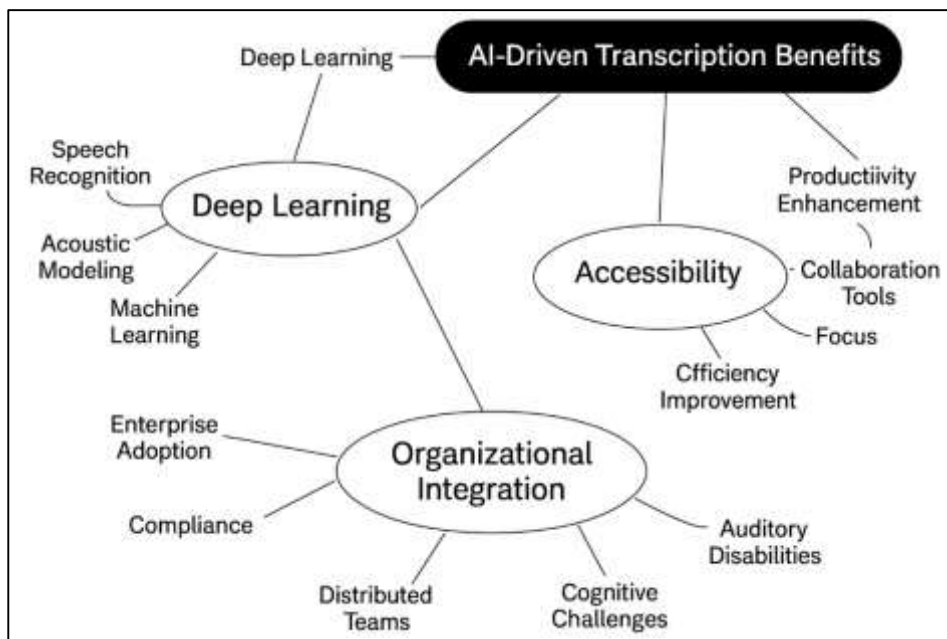 AI-Driven Transcription Benefits
Deep Learning
Speech
Recognition
Deep Learning
Acoustic
Modeling
Machine
Learning
Productiivity
Enhancement
Accessibility
Collaboration
Tools
Focus
Cfficiency
Improvement
Enterprise
Adoption
Organizational
Integration
Compliance
Auditory
Disabilities
Distributed
Teams
Cognitive
Challenges